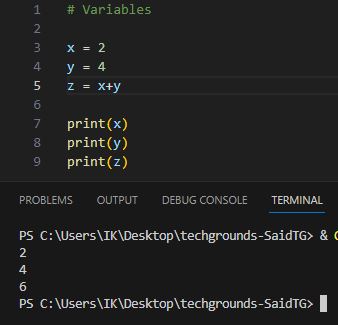 1 # Variables
2
3 x = 2
4 y = 4
5 z = x+y
6
7 print(x)
8 print(y)
9 print(z)
PROBLEMS OUTPUT DEBUG CONSOLE TERMINAL
PS C:\Users\IK\Desktop\techgrounds-SaidTG> &
2
4
6
PS C:\Users\IK\Desktop\techgrounds-SaidTG>